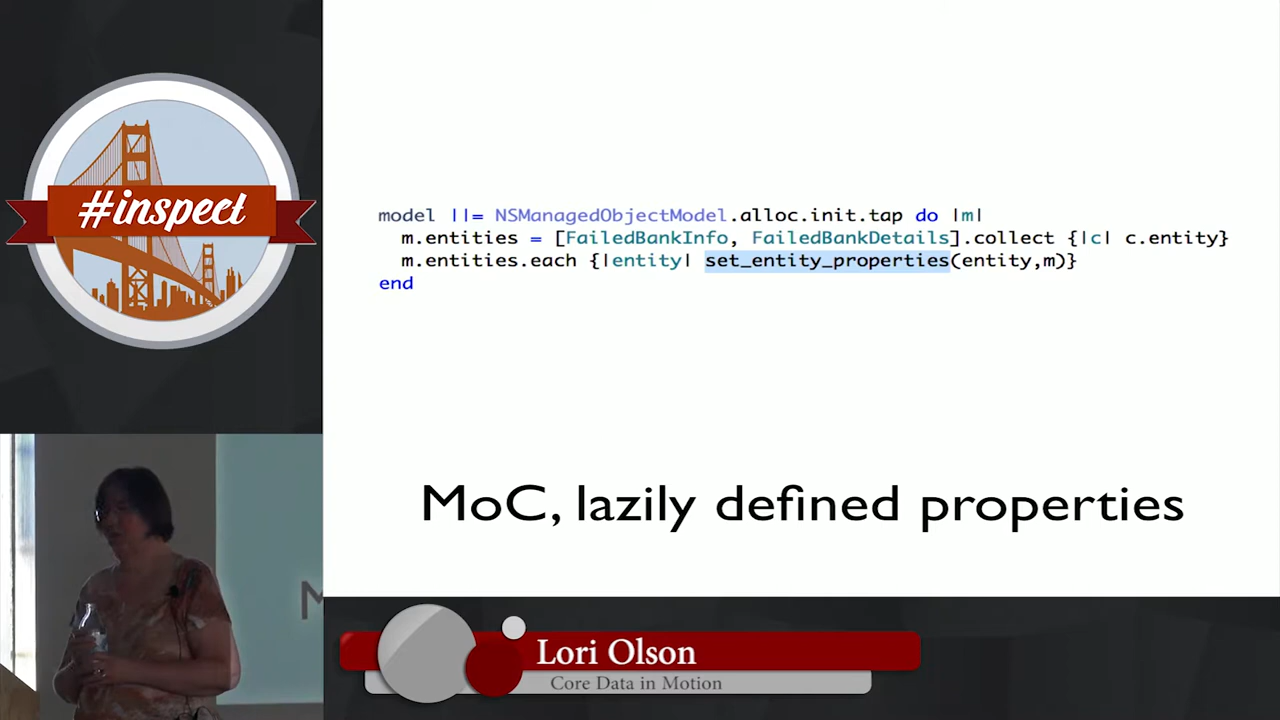 #inspect
model ||= NSManagedObjectModel.alloc.init.tap do |m|
m.entities = [FailedBankInfo, FailedBankDetails].collect {|c| c.entity}
m.entities.each {|entity| set_entity_properties(entity,m)}
end
MoC, lazily defined properties
M
Lori Olson
Core Data in Motion